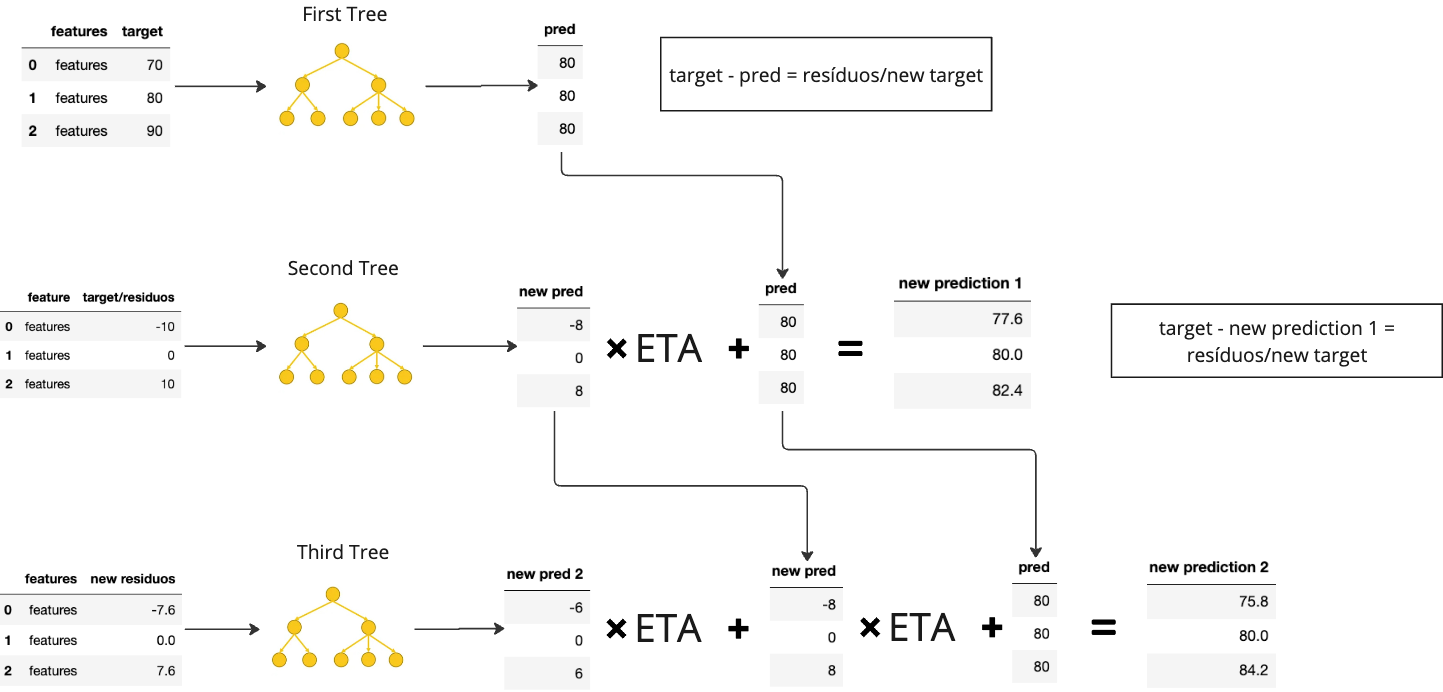 First Tree
features target
0 features 70
1 features 80
2 features 90
pred
80
80
80
target - pred = resíduos/new target
Second Tree
feature target/residuos
0 features -10
1 features 0
2 features 10
new pred
-8
0
8
× ETA +
pred
80
80
80
=
new prediction 1
77.6
80.0
82.4
target - new prediction 1 =
resíduos/new target
Third Tree
features new residuos
0 features -7.6
1 features 0.0
2 features 7.6
new pred 2
-6
0
6
× ETA +
new pred
-8
0
8
× ETA +
pred
80
80
80
=
new prediction 2
75.8
80.0
84.2